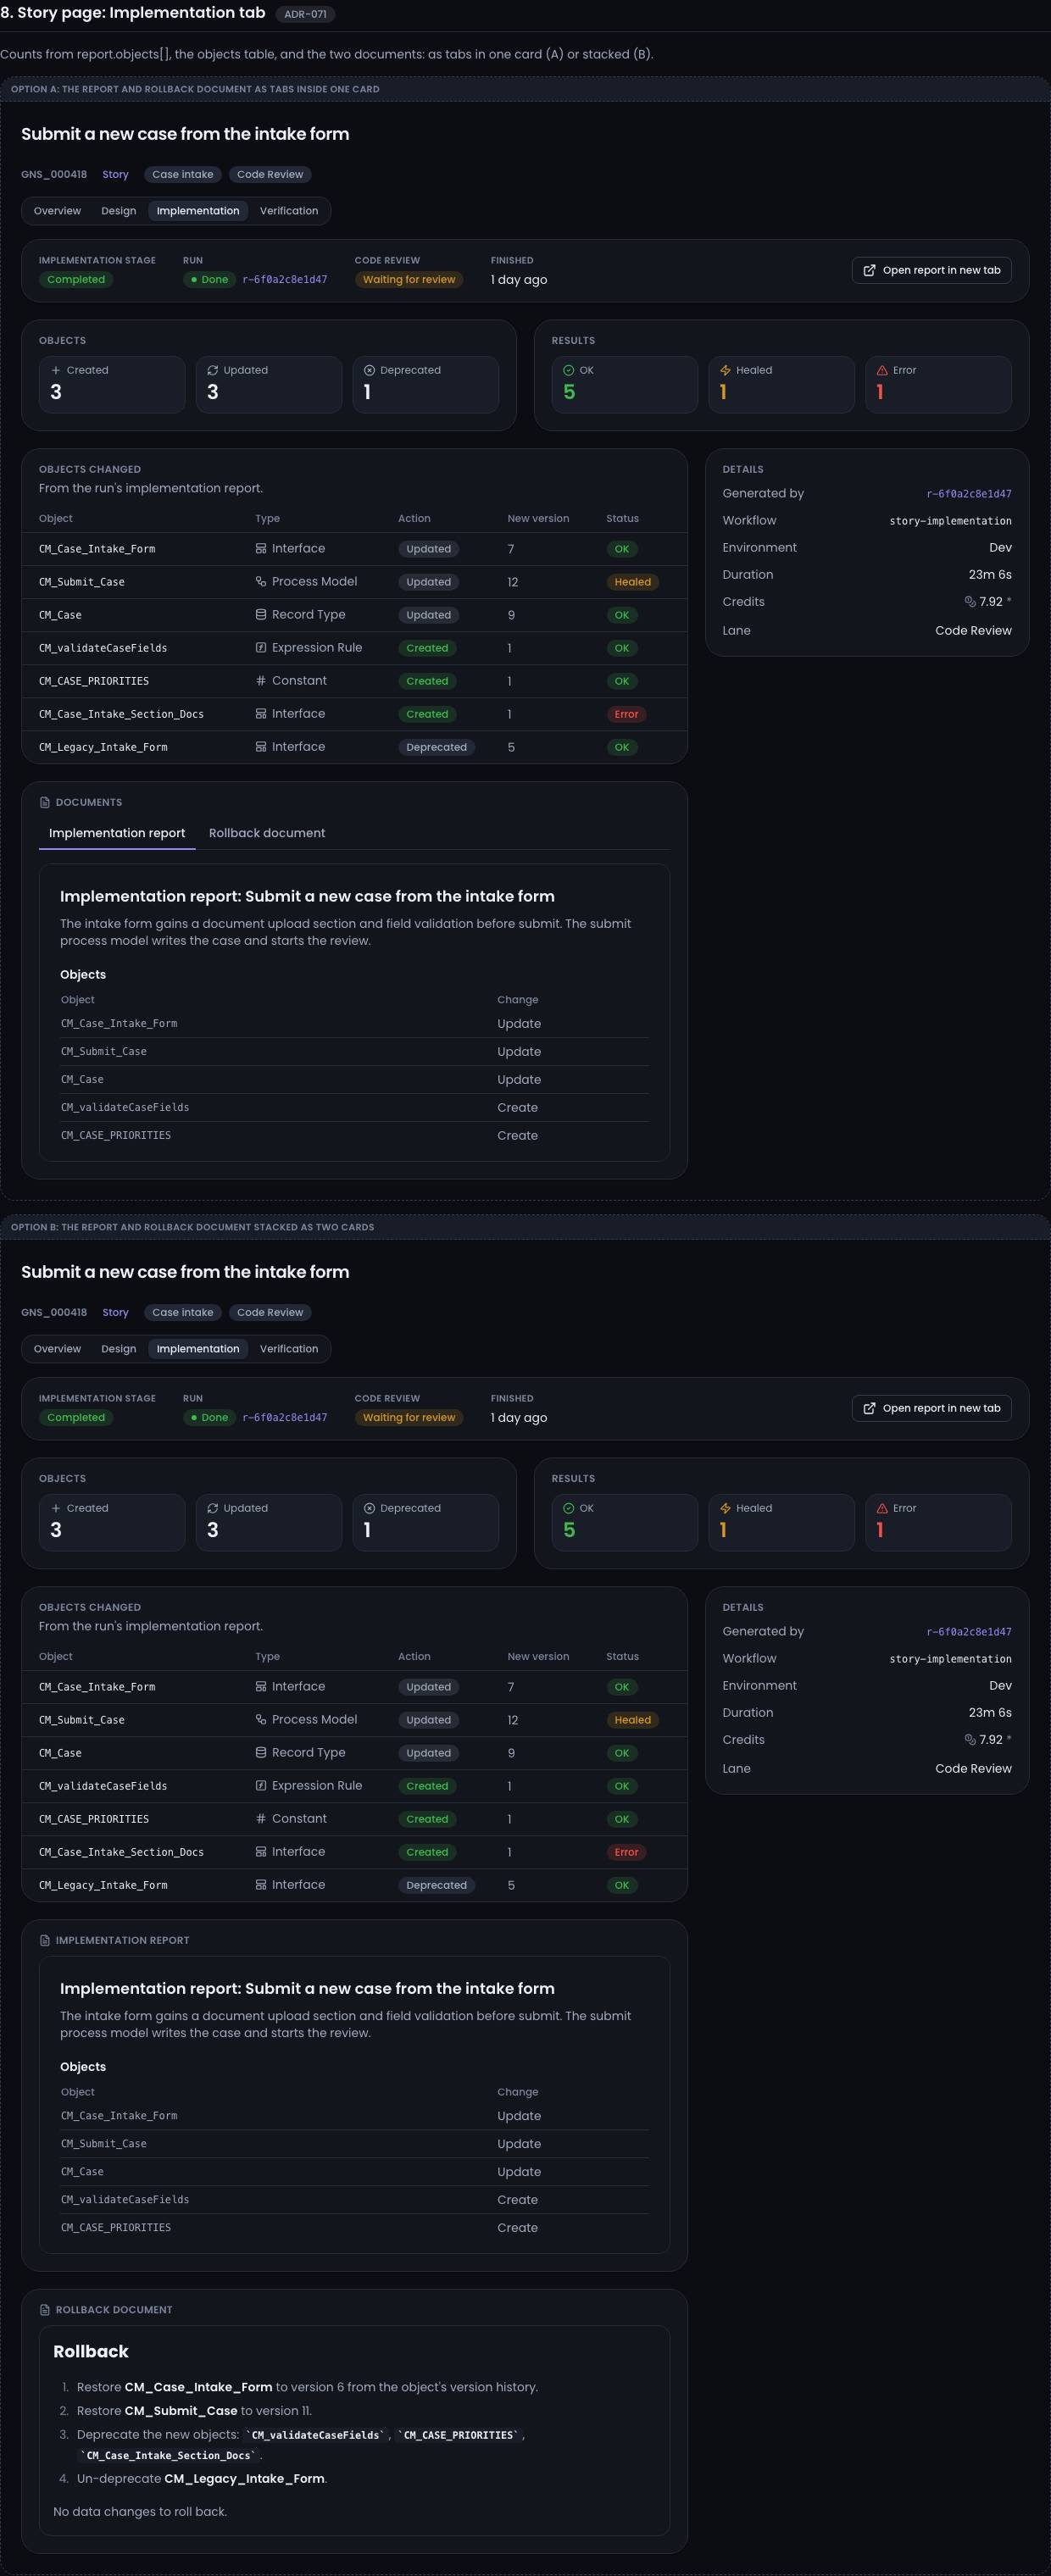 8. Story page: Implementation tab ADR-071
Counts from report.objects[], the objects table, and the two documents: as tabs in one card (A) or stacked (B).
OPTION A: THE REPORT AND ROLLBACK DOCUMENT AS TABS INSIDE ONE CARD
Submit a new case from the intake form
GNS_000418 Story Case intake Code Review
Overview Design Implementation Verification
IMPLEMENTATION STAGE RUN CODE REVIEW FINISHED
Completed Done r-6f0a2c8e1d47 Waiting for review 1 day ago Open report in new tab
OBJECTS
Created Updated Deprecated
3 3 1
RESULTS
OK Healed Error
5 1 1
OBJECTS CHANGED
From the run's implementation report.
Object Type Action New version Status
CM_Case_Intake_Form Interface Updated 7 OK
CM_Submit_Case Process Model Updated 12 Healed
CM_Case Record Type Updated 9 OK
CM_validateCaseFields Expression Rule Created 1 OK
CM_CASE_PRIORITIES Constant Created 1 OK
CM_Case_Intake_Section_Docs Interface Created 1 Error
CM_Legacy_Intake_Form Interface Deprecated 5 OK
DETAILS
Generated by r-6f0a2c8e1d47
Workflow story-implementation
Environment Dev
Duration 23m 6s
Credits 7.92 *
Lane Code Review
DOCUMENTS
Implementation report Rollback document
Implementation report: Submit a new case from the intake form
The intake form gains a document upload section and field validation before submit. The submit
process model writes the case and starts the review.
Objects
Object Change
CM_Case_Intake_Form Update
CM_Submit_Case Update
CM_Case Update
CM_validateCaseFields Create
CM_CASE_PRIORITIES Create
OPTION B: THE REPORT AND ROLLBACK DOCUMENT STACKED AS TWO CARDS
Submit a new case from the intake form
GNS_000418 Story Case intake Code Review
Overview Design Implementation Verification
IMPLEMENTATION STAGE RUN CODE REVIEW FINISHED
Completed Done r-6f0a2c8e1d47 Waiting for review 1 day ago Open report in new tab
OBJECTS
Created Updated Deprecated
3 3 1
RESULTS
OK Healed Error
5 1 1
OBJECTS CHANGED
From the run's implementation report.
Object Type Action New version Status
CM_Case_Intake_Form Interface Updated 7 OK
CM_Submit_Case Process Model Updated 12 Healed
CM_Case Record Type Updated 9 OK
CM_validateCaseFields Expression Rule Created 1 OK
CM_CASE_PRIORITIES Constant Created 1 OK
CM_Case_Intake_Section_Docs Interface Created 1 Error
CM_Legacy_Intake_Form Interface Deprecated 5 OK
DETAILS
Generated by r-6f0a2c8e1d47
Workflow story-implementation
Environment Dev
Duration 23m 6s
Credits 7.92 *
Lane Code Review
IMPLEMENTATION REPORT
Implementation report: Submit a new case from the intake form
The intake form gains a document upload section and field validation before submit. The submit
process model writes the case and starts the review.
Objects
Object Change
CM_Case_Intake_Form Update
CM_Submit_Case Update
CM_Case Update
CM_validateCaseFields Create
CM_CASE_PRIORITIES Create
ROLLBACK DOCUMENT
Rollback
1. Restore CM_Case_Intake_Form to version 6 from the object's version history.
2. Restore CM_Submit_Case to version 11.
3. Deprecate the new objects: `CM_validateCaseFields`, `CM_CASE_PRIORITIES`,
`CM_Case_Intake_Section_Docs`.
4. Un-deprecate CM_Legacy_Intake_Form.
No data changes to roll back.